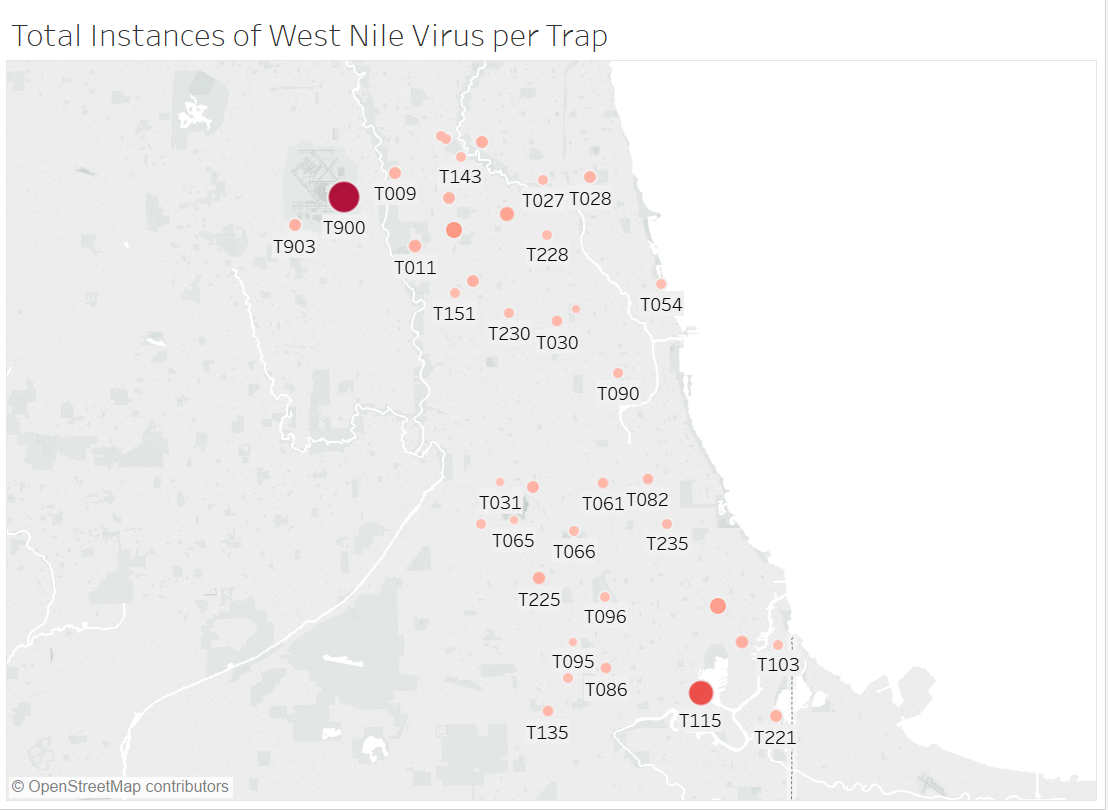 Total Instances of West Nile Virus per Trap
T143
T009
T027
T028
T900
T903
T228
T011
T054
T151
T230
T030
T090
T031
T061
T082
T065
T066
T235
T225
T096
T095
T103
T086
T115
T135
T221
© OpenStreetMap contributors